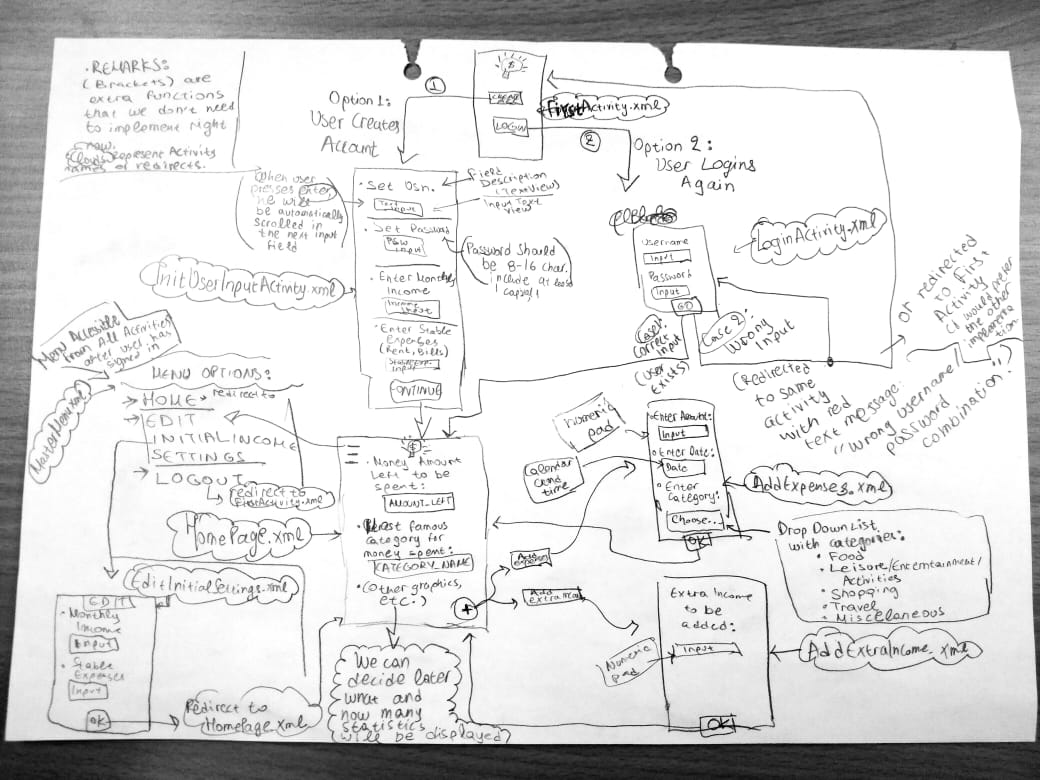 • REMARKS:
(Brackets) are
extra functions
that we don't need
to implement right
now.
Clouds represent Activity
names or redirects.
1
Option 1:
User Creates
Account
$
LOGIN
FirstActivity.xml
2
Option 2:
User Logins
Again
(When user
presses enter
he will
be automatically
scrolled in
the next input
field
• Set Usn.
Text
input
Field
Description
(TextView)
Input Text
View
• Set Password
PSW
input
(Password Should
be 8-16 char.
include at least
1 capital)
• Enter Monthly
Income
Income
Input
• Enter Stable
Expenses
(Rent, Bills)
CONTINUE
InitUserInputActivity.xml
Username
Input
Password
Input
GO
LoginActivity.xml
Case 1:
Correct
input
(User
Exists)
Case 2:
Wrong
Input
(Redirected
to same
activity
with red
text message:
"Wrong username/
password
combination")
or redirected
to First
Activity
(I would prefer
the other
implementa
tion.
Menu Accessible
from All Activities
after user has
signed in
MasterMenu.xml
MENU OPTIONS:
→ HOME → redirect to
→ EDIT
INITIAL INCOME
SETTINGS
→ LOGOUT
↳ redirect to
FirstActivity.xml
HomePage.xml
$
• Money Amount
Left to be
spent:
AMOUNT_LEFT
famous
category for
money spent:
CATEGORY_NAME
• (Other graphics,
etc.)
+
Add
expense
Add
extra
Numeric
pad
Calendar
and
time
• Enter Amount:
Input
• Enter Date:
Date
• Enter
Category:
Choose...
OK
AddExpenses.xml
Drop Down List
with categories:
• Food
• Leisure/Entertainment/
Activities
• Shopping
• Travel
• Miscellaneous
EditInitialSettings.xml
EDIT
• Monthly
Income
Input
• Stable
Expenses
Input
OK
Redirect to
HomePage.xml
We can
decide later
what and
how many
statistics
will be displayed)
Numeric
pad
Extra Income
to be
added:
Input
OK
AddExtraIncome.xml